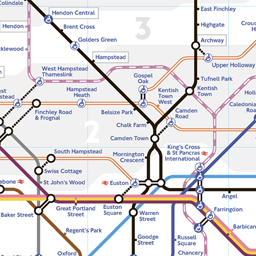 Colindale
Hendon Central
Hendon
Brent Cross
Golders Green
Hampstead
3
East Finchley
Highgate
Archway
Upper Holloway
Tufnell Park
Kentish
Town
West Hampstead
Thameslink
Hampstead
Heath
Gospel
Oak
Kentish
Town
West
Finchley Road
& Frognal
Belsize Park
Chalk Farm
Camden Town
Camden
Road
Caledonian
Road
2
South Hampstead
Swiss Cottage
St John's Wood
Mornington
Crescent
King's Cross
& St Pancras
International
Euston
Baker Street
Great Portland
Street
Euston
Square
Warren
Street
Regent's Park
Goodge
Street
Oxford
Angel
Farringdon
Barbican
Russell
Square
Chancery